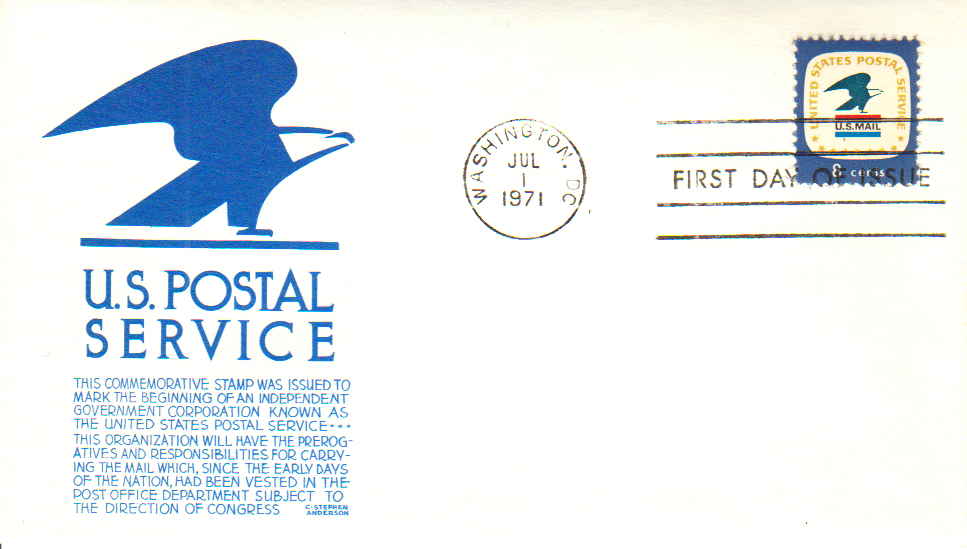 U.S. POSTAL
SERVICE
THIS COMMEMORATIVE STAMP WAS ISSUED TO
MARK THE BEGINNING OF AN INDEPENDENT
GOVERNMENT CORPORATION KNOWN AS
THE UNITED STATES POSTAL SERVICE---
THIS ORGANIZATION WILL HAVE THE PREROG-
ATIVES AND RESPONSIBILITIES FOR CARRY-
ING THE MAIL WHICH, SINCE THE EARLY DAYS
OF THE NATION, HAD BEEN VESTED IN THE
POST OFFICE DEPARTMENT SUBJECT TO
THE DIRECTION OF CONGRESS
C·STEPHEN
ANDERSON
WASHINGTON, DC
JUL
1
1971
UNITED STATES POSTAL SERVICE
U.S. MAIL
8 cents
FIRST DAY OF ISSUE